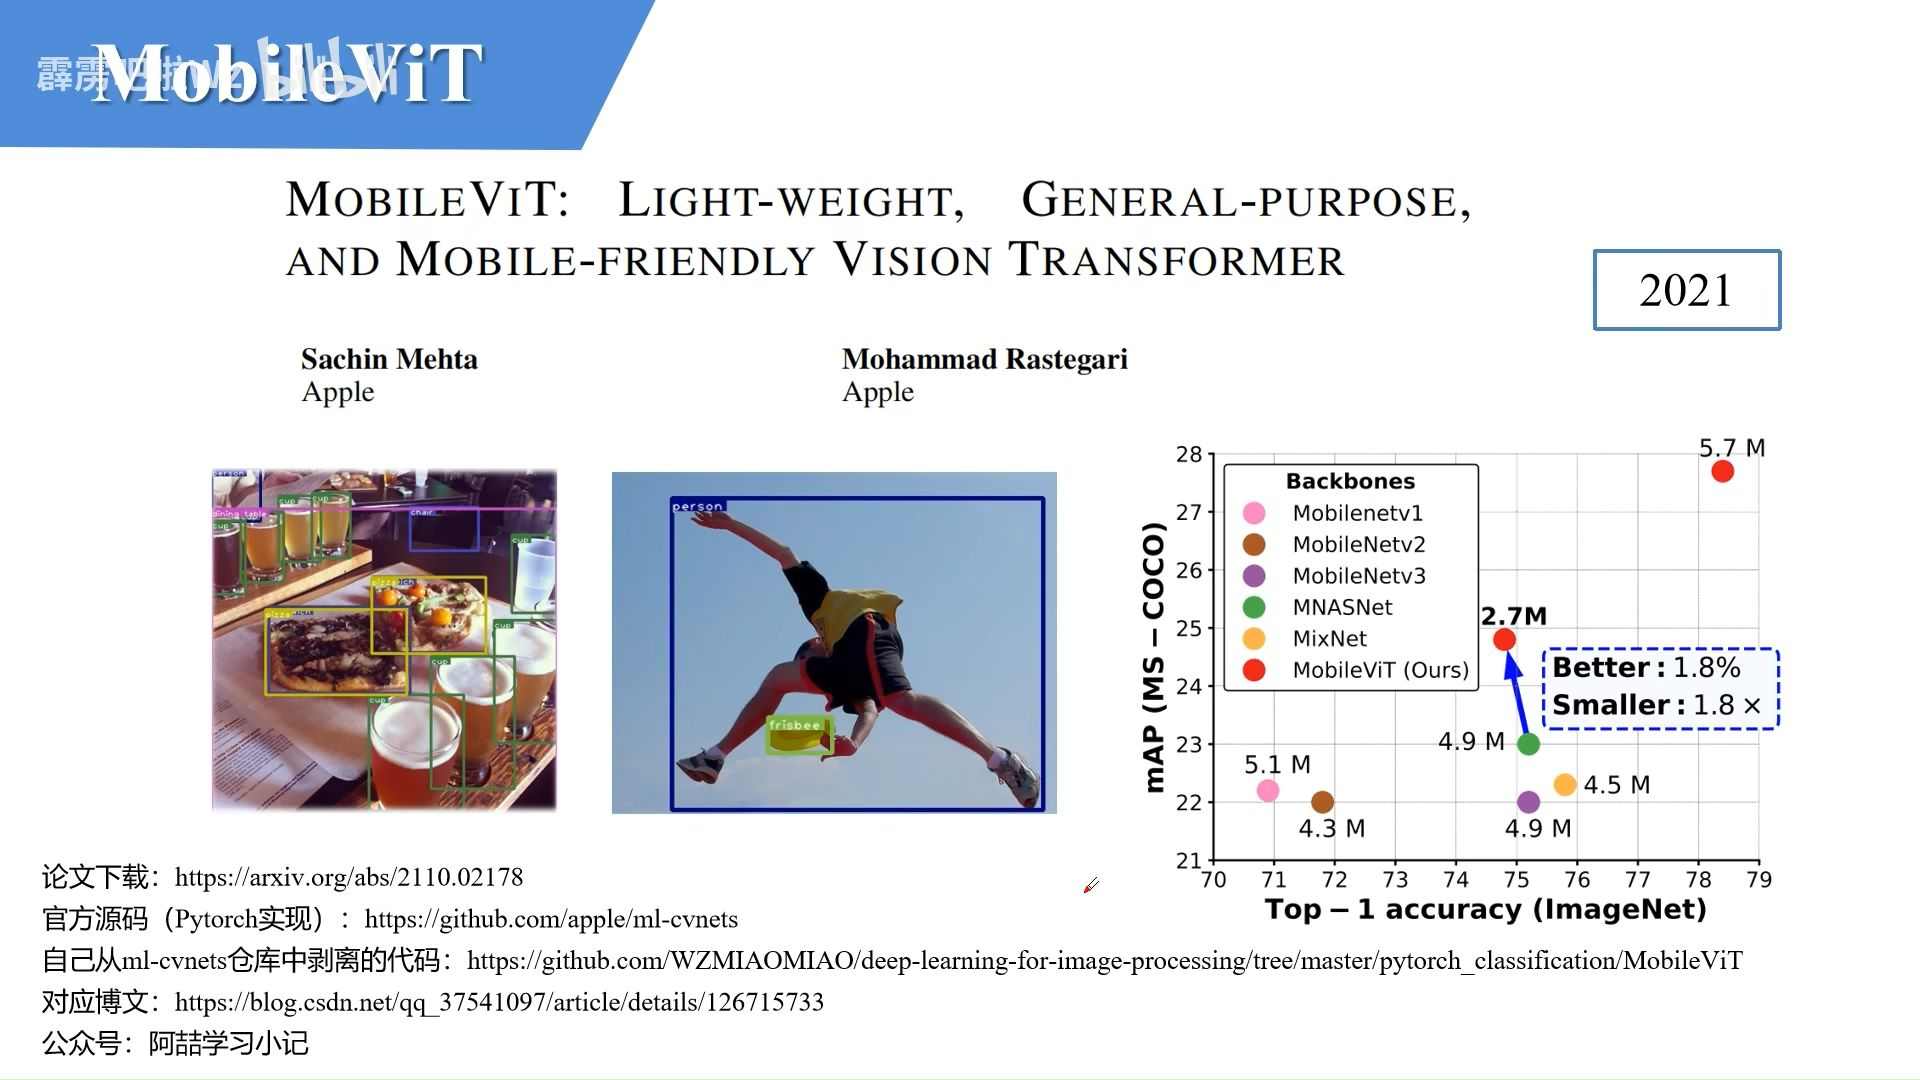 MobileViT
霹雳吧啦Wz bilibili
MOBILEVIT: LIGHT-WEIGHT, GENERAL-PURPOSE,
AND MOBILE-FRIENDLY VISION TRANSFORMER
2021
Sachin Mehta
Apple
Mohammad Rastegari
Apple
person
cup
cup
dining table
cup
chair
pizza
pizza
cup
cup
cup
person
frisbee
28
27
26
25
24
23
22
21
mAP (MS – COCO)
Backbones
Mobilenetv1
MobileNetv2
MobileNetv3
MNASNet
MixNet
MobileViT (Ours)
5.7 M
2.7M
Better: 1.8%
Smaller: 1.8 ×
4.9 M
5.1 M
4.5 M
4.3 M
4.9 M
70 71 72 73 74 75 76 77 78 79
Top – 1 accuracy (ImageNet)
论文下载：https://arxiv.org/abs/2110.02178
官方源码（Pytorch实现）：https://github.com/apple/ml-cvnets
自己从ml-cvnets仓库中剥离的代码：https://github.com/WZMIAOMIAO/deep-learning-for-image-processing/tree/master/pytorch_classification/MobileViT
对应博文：https://blog.csdn.net/qq_37541097/article/details/126715733
公众号：阿喆学习小记